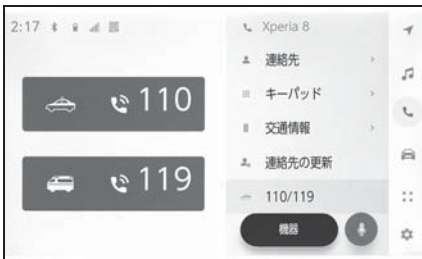 2:17
110
119
Xperia 8
連絡先
キーパッド
交通情報
連絡先の更新
110/119
機器